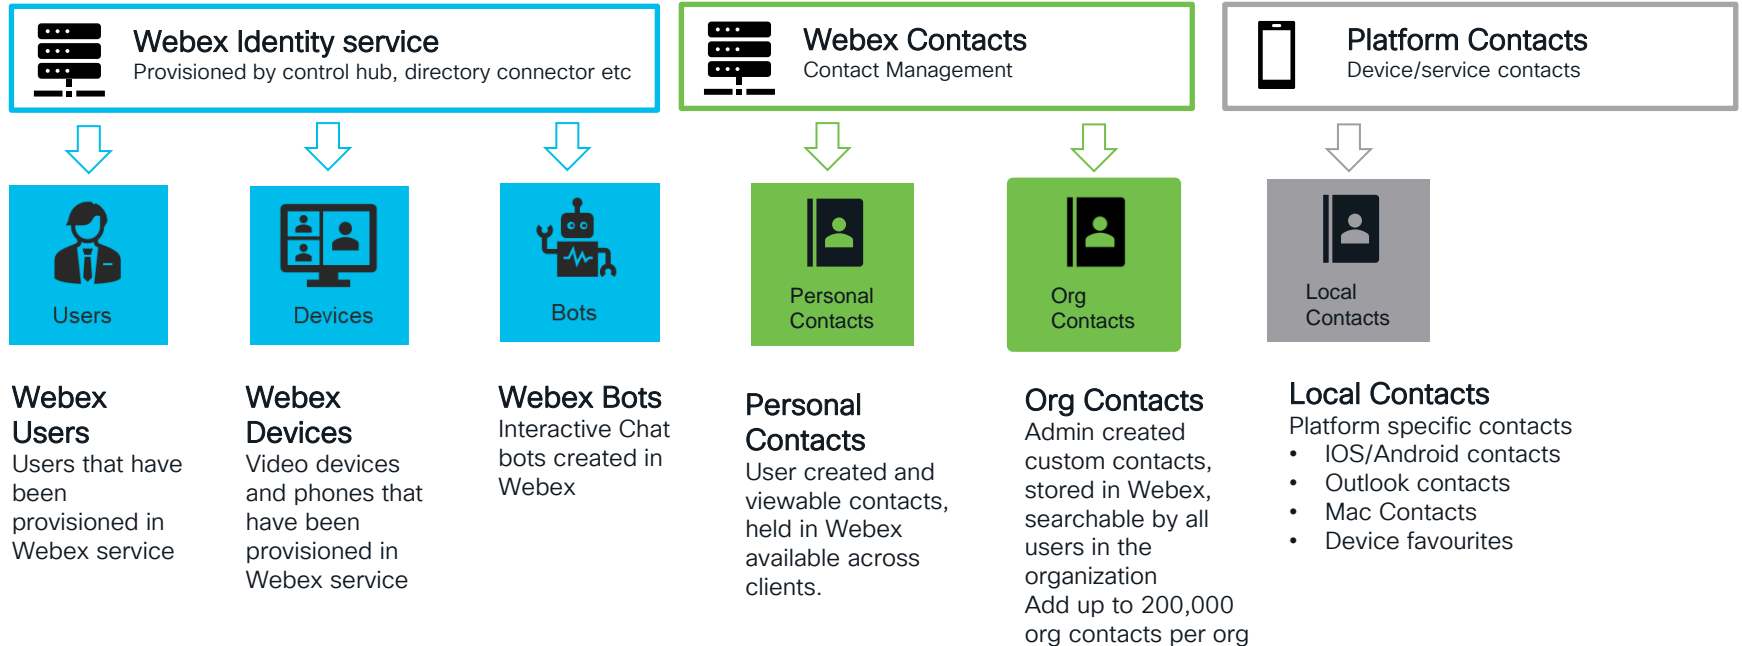 Webex Identity service
Provisioned by control hub, directory connector etc
Webex Contacts
Contact Management
Platform Contacts
Device/service contacts
Users
Devices
Bots
Personal
Contacts
Org
Contacts
Local
Contacts
Webex
Users
Users that have
been
provisioned in
Webex service
Webex
Devices
Video devices
and phones that
have been
provisioned in
Webex service
Webex Bots
Interactive Chat
bots created in
Webex
Personal
Contacts
User created and
viewable contacts,
held in Webex
available across
clients.
Org Contacts
Admin created
custom contacts,
stored in Webex,
searchable by all
users in the
organization
Add up to 200,000
org contacts per org
Local Contacts
Platform specific contacts
• IOS/Android contacts
• Outlook contacts
• Mac Contacts
• Device favourites